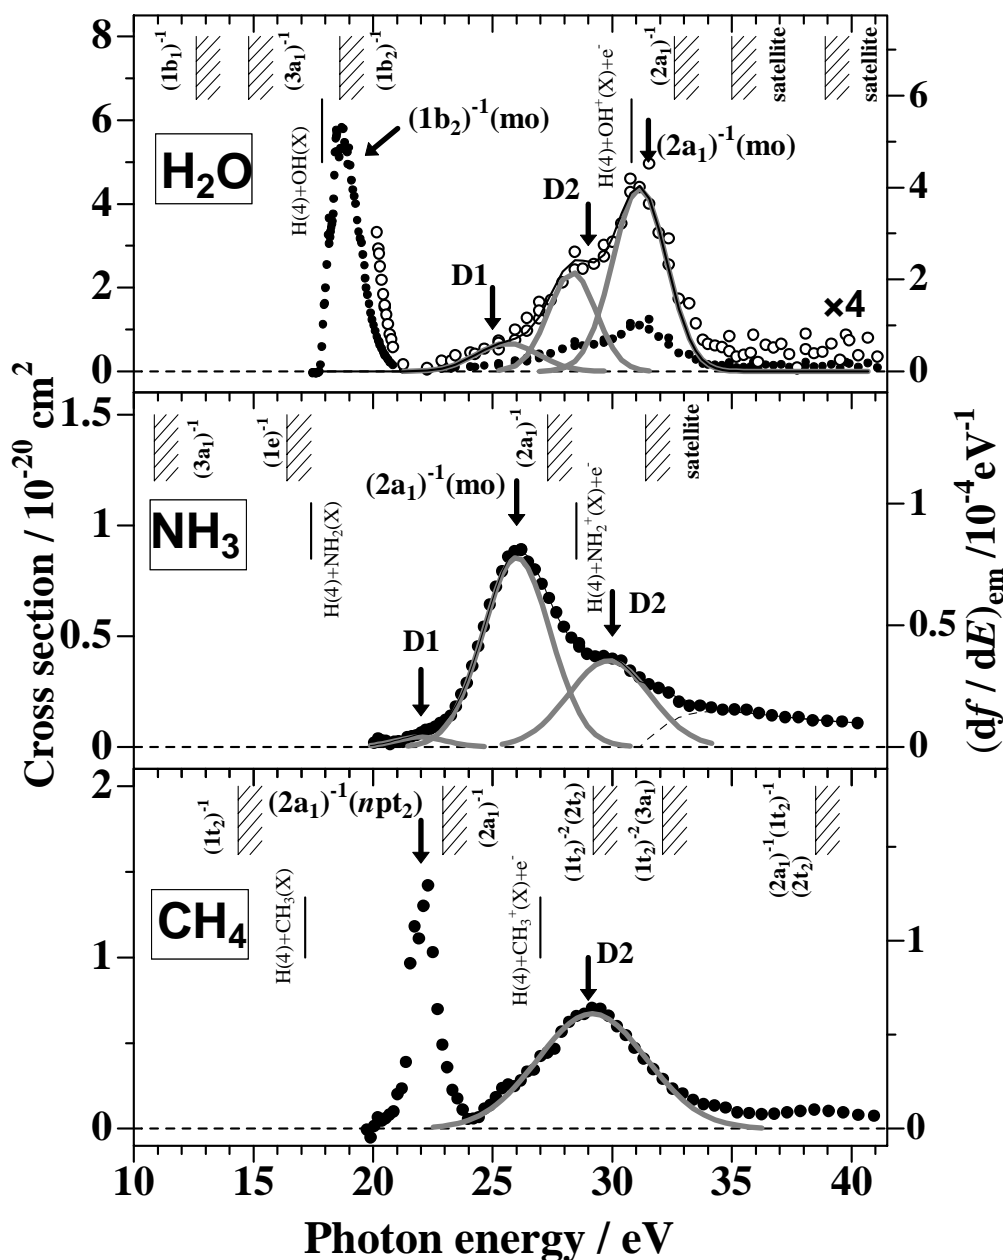 Cross section / 10⁻²⁰ cm²
(df / dE)ₑₘ /10⁻⁴ eV⁻¹
8
6
4
2
0
6
4
2
0
(1b₁)⁻¹
(3a₁)⁻¹
(1b₂)⁻¹
(2a₁)⁻¹
satellite
satellite
H₂O
H(4)+OH(X)
(1b₂)⁻¹(mo)
H(4)+OH⁺(X)+e⁻
(2a₁)⁻¹(mo)
D2
D1
×4
1.5
1
0.5
0
1
0.5
0
(3a₁)⁻¹
(1e)⁻¹
(2a₁)⁻¹
satellite
NH₃
H(4)+NH₂(X)
(2a₁)⁻¹(mo)
H(4)+NH₂⁺(X)+e⁻
D1
D2
2
1
0
1
0
(1t₂)⁻¹
(2a₁)⁻¹(npt₂)
(2a₁)⁻¹
(1t₂)⁻²(2t₂)
(1t₂)⁻²(3a₁)
(2a₁)⁻¹(1t₂)⁻¹
(2t₂)
CH₄
H(4)+CH₃(X)
H(4)+CH₃⁺(X)+e⁻
D2
10 15 20 25 30 35 40
Photon energy / eV